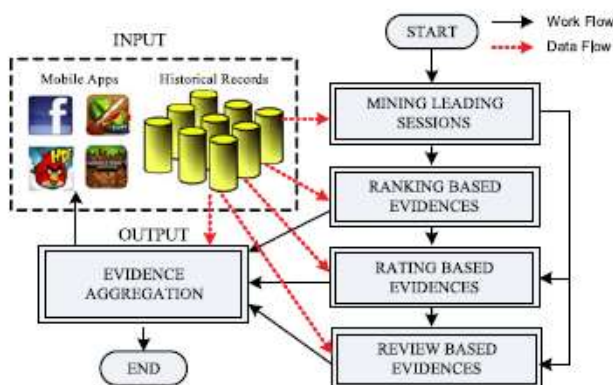 START
Work Flow
Data Flow
INPUT
Mobile Apps
Historical Records
MINING LEADING
SESSIONS
RANKING BASED
EVIDENCES
OUTPUT
EVIDENCE
AGGREGATION
RATING BASED
EVIDENCES
REVIEW BASED
EVIDENCES
END